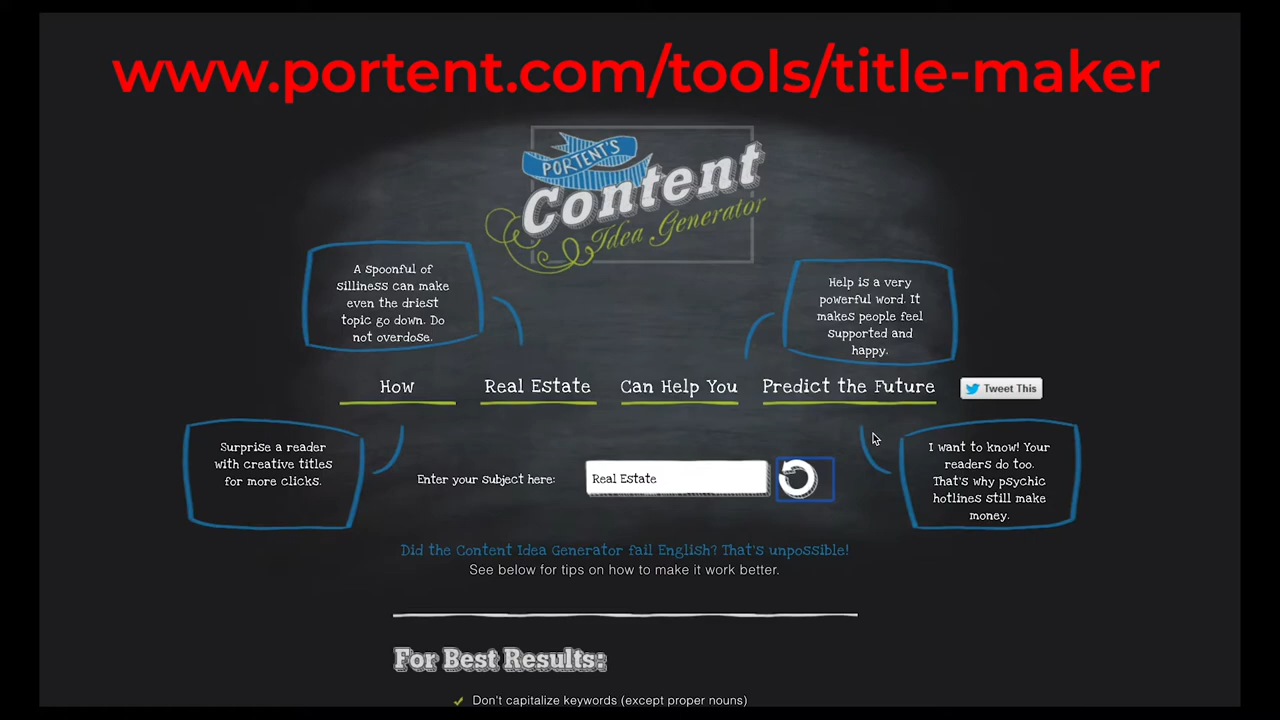 www.portent.com/tools/title-maker
PORTENT'S
Content
Idea Generator
A spoonful of
silliness can make
even the driest
topic go down. Do
not overdose.
Help is a very
powerful word. It
makes people feel
supported and
happy.
How Real Estate Can Help You Predict the Future Tweet This
Surprise a reader
with creative titles
for more clicks.
I want to know! Your
readers do too.
That's why psychic
hotlines still make
money.
Enter your subject here: Real Estate
Did the Content Idea Generator fail English? That's unpossible!
See below for tips on how to make it work better.
For Best Results:
Don't capitalize keywords (except proper nouns)